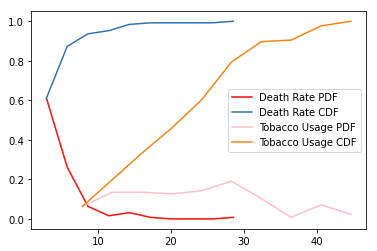 1.0
0.8
0.6
0.4
0.2
0.0
Death Rate PDF
Death Rate CDF
Tobacco Usage PDF
Tobacco Usage CDF
10 20 30 40